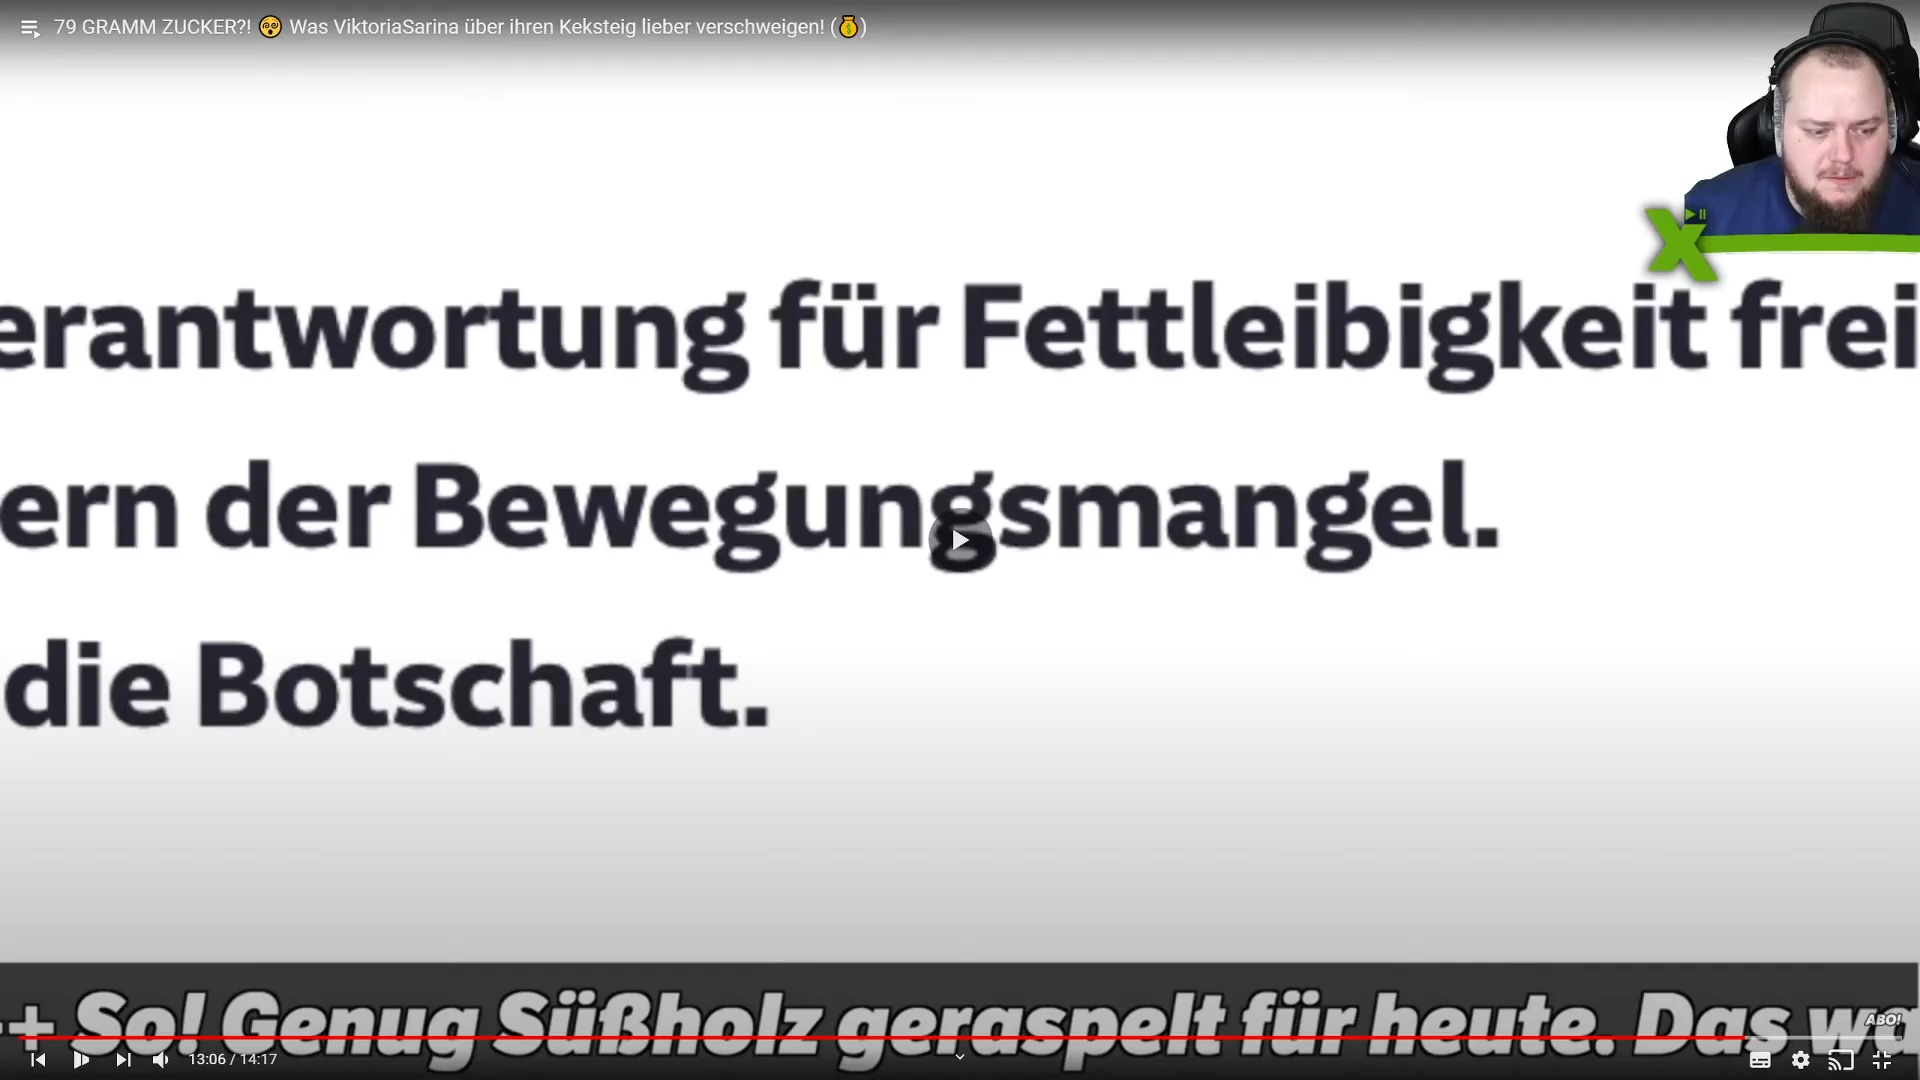 79 GRAMM ZUCKER?! 😵 Was ViktoriaSarina über ihren Keksteig lieber verschweigen! (💰)
erantwortung für Fettleibigkeit frei
ern der Bewegungsmangel.
die Botschaft.
+ So! Genug Süßholz geraspelt für heute. Das wa
ABO!
13:06 / 14:17